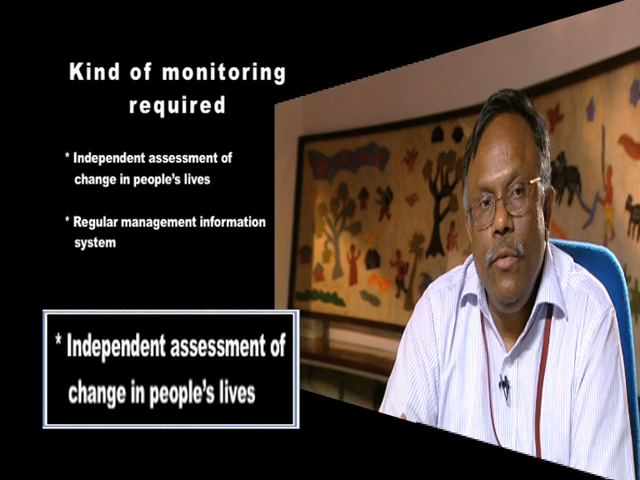 Kind of monitoring
required
* Independent assessment of
change in people's lives
* Regular management information
system
* Independent assessment of
change in people's lives